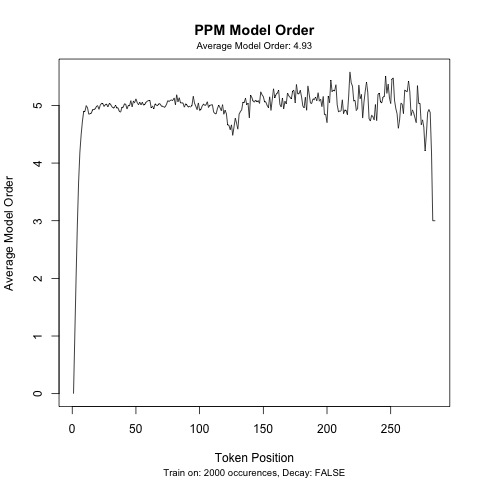 PPM Model Order
Average Model Order: 4.93
Average Model Order
5
4
3
2
1
0
0 50 100 150 200 250
Token Position
Train on: 2000 occurences, Decay: FALSE